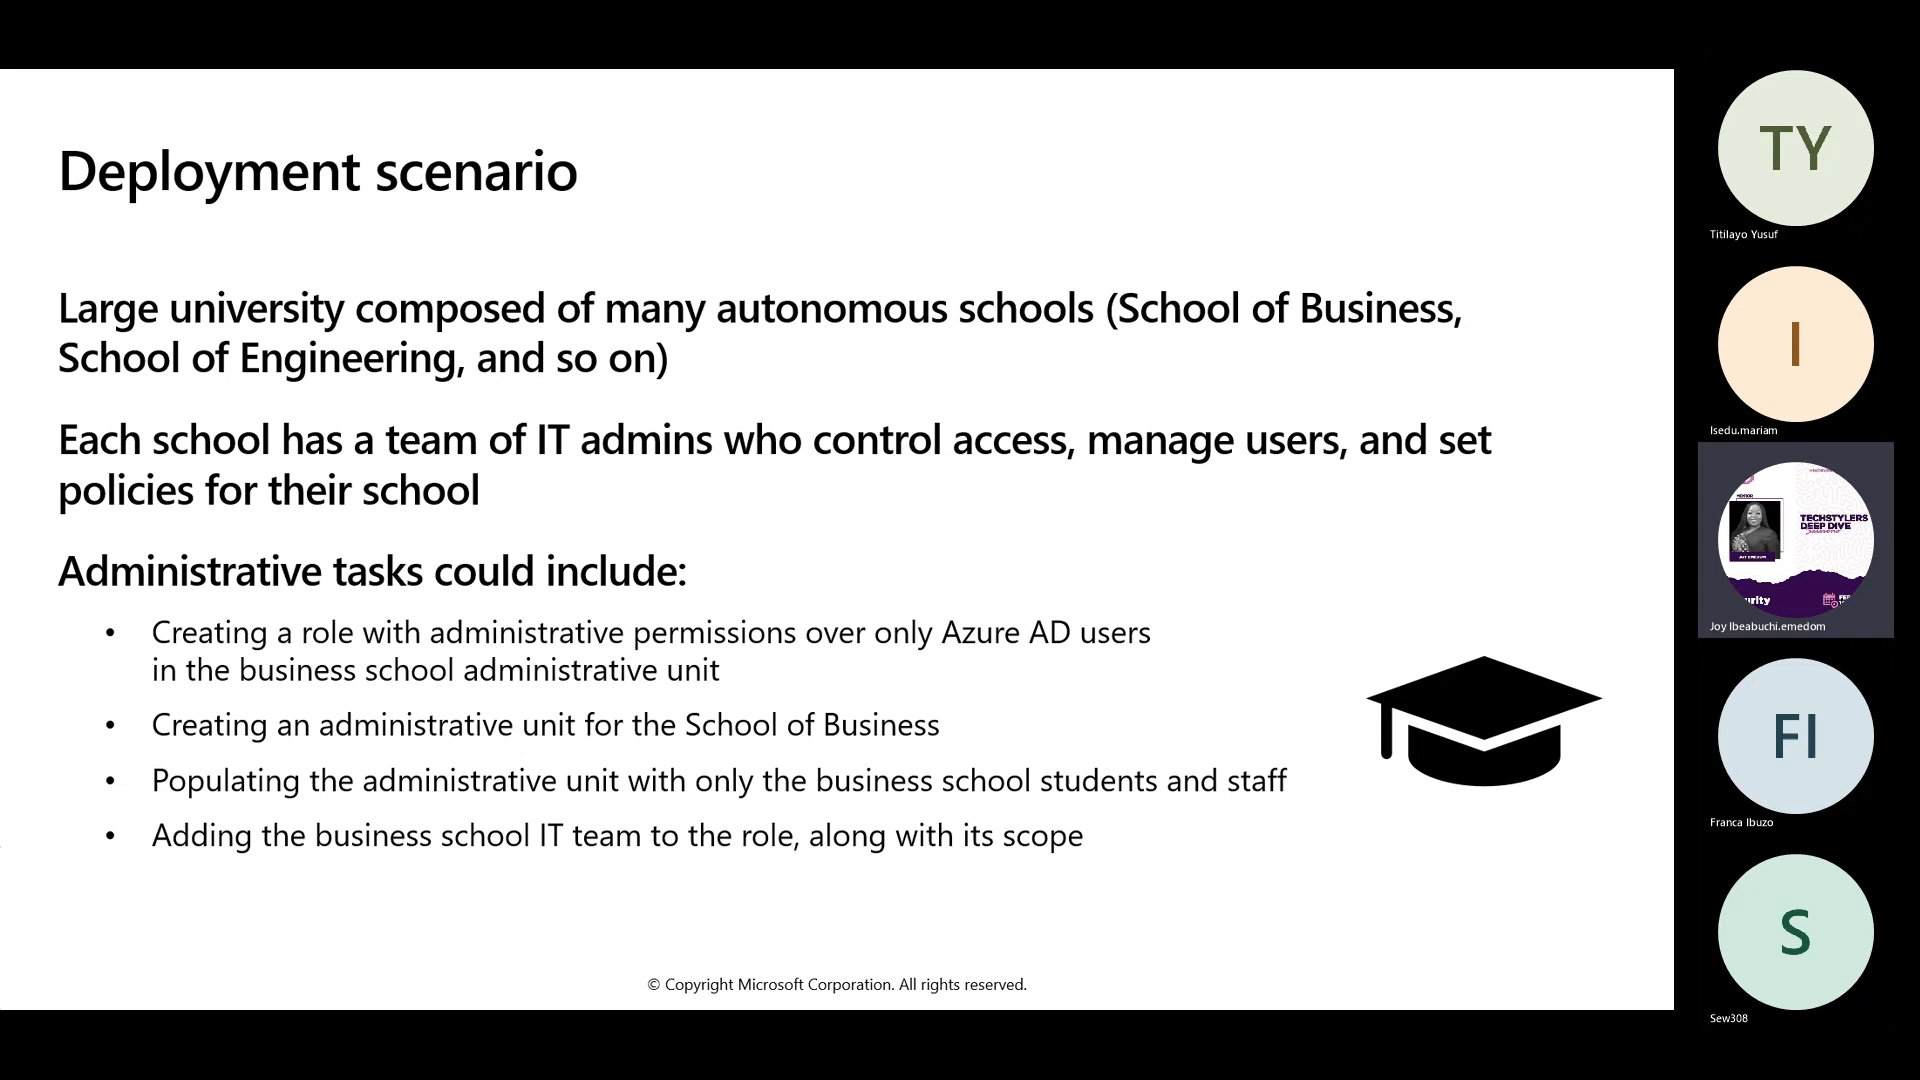 Deployment scenario
Large university composed of many autonomous schools (School of Business,
School of Engineering, and so on)
Each school has a team of IT admins who control access, manage users, and set
policies for their school
Administrative tasks could include:
• Creating a role with administrative permissions over only Azure AD users
in the business school administrative unit
• Creating an administrative unit for the School of Business
• Populating the administrative unit with only the business school students and staff
• Adding the business school IT team to the role, along with its scope
© Copyright Microsoft Corporation. All rights reserved.
TY
Titilayo Yusuf
I
Isedu.mariam
MENTOR
TECHSTYLERS
DEEP DIVE
Joy Ibeabuchi.emedom
FI
Franca Ibuzo
S
Sew308